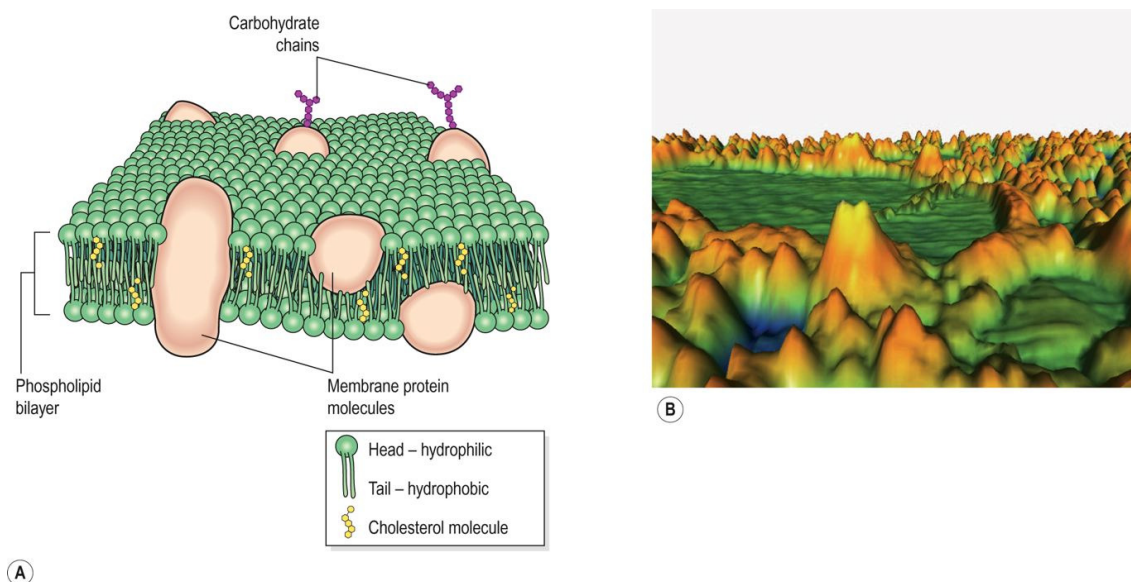 Carbohydrate
chains
Phospholipid
bilayer
Membrane protein
molecules
Head – hydrophilic
Tail – hydrophobic
Cholesterol molecule
A
B